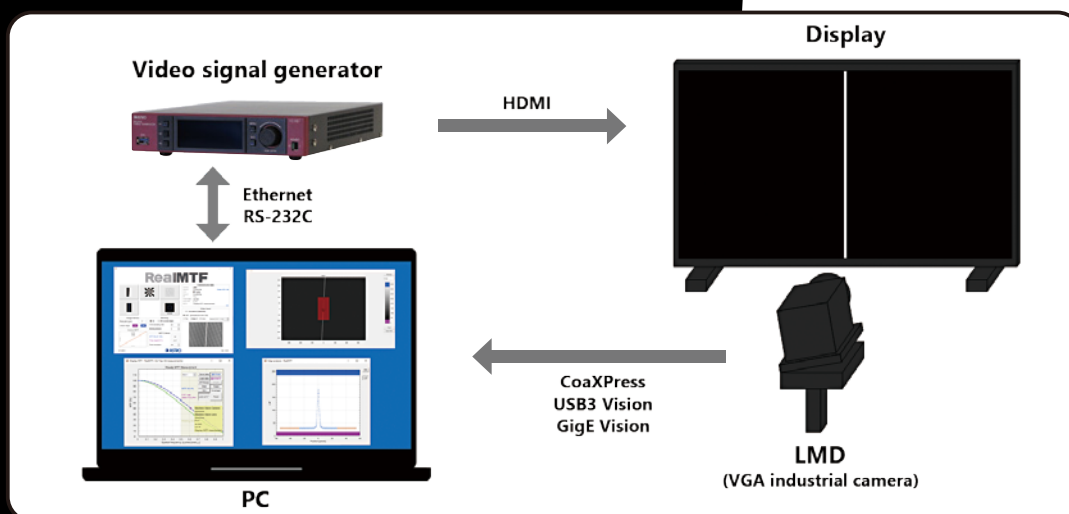 Display
Video signal generator
HDMI
Ethernet
RS-232C
RealMTF
CoaXPress
USB3 Vision
GigE Vision
LMD
(VGA industrial camera)
PC